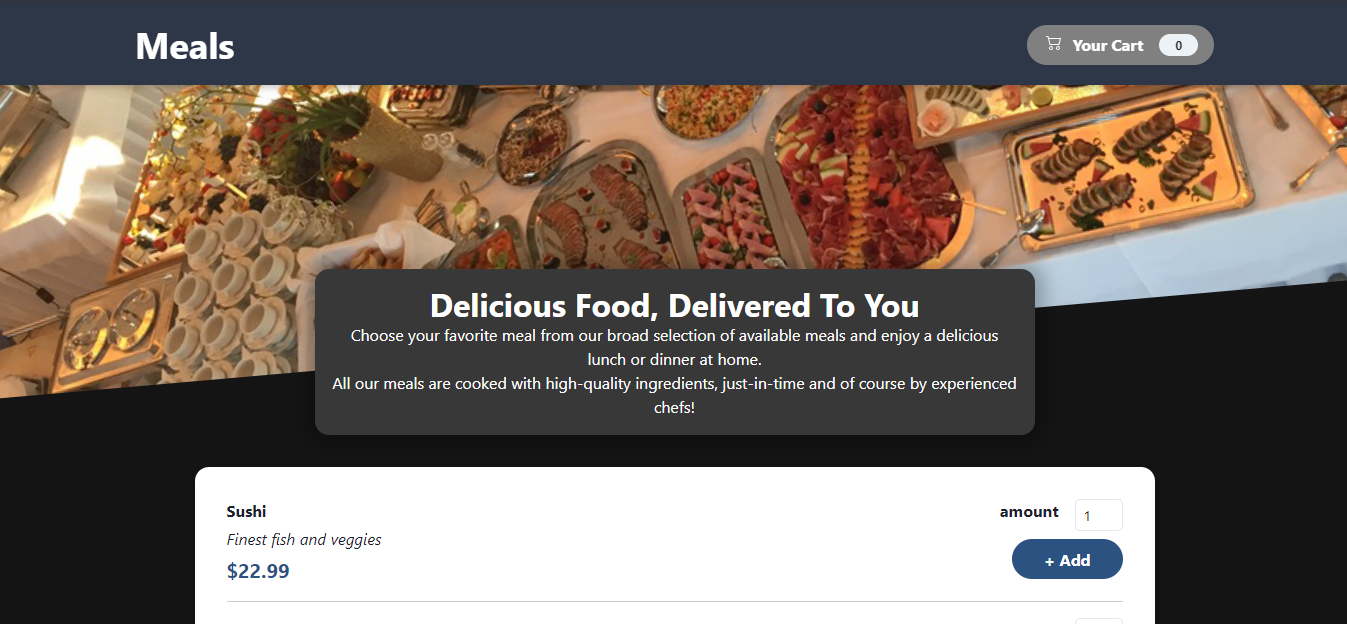 Meals
Your Cart 0
Delicious Food, Delivered To You
Choose your favorite meal from our broad selection of available meals and enjoy a delicious
lunch or dinner at home.
All our meals are cooked with high-quality ingredients, just-in-time and of course by experienced
chefs!
Sushi
amount 1
Finest fish and veggies
$22.99
+ Add